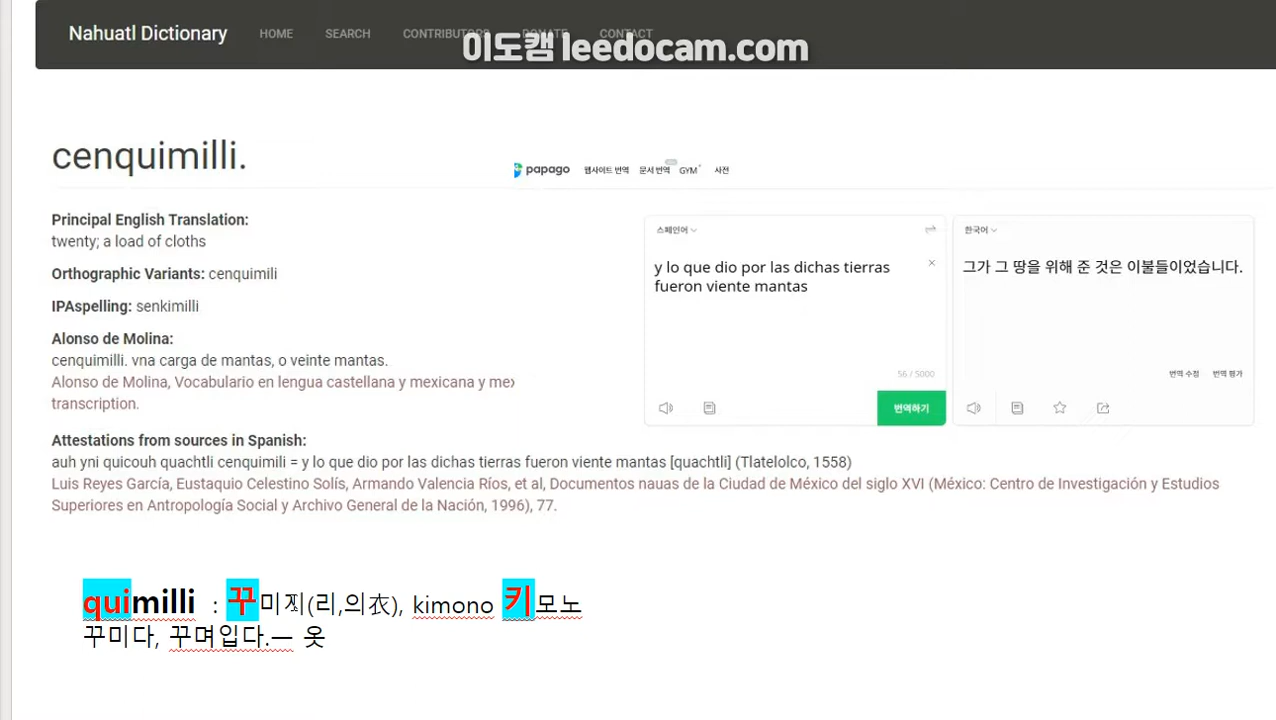 Nahuatl Dictionary HOME SEARCH CONTRIBUTORS DONATE CONTACT
이도캠 leedocam.com
cenquimilli.
papago 웹사이트 번역 문서 번역 GYM 사전
Principal English Translation:
twenty; a load of cloths
Orthographic Variants: cenquimili
IPAspelling: senkimilli
Alonso de Molina:
cenquimilli. vna carga de mantas, o veinte mantas.
Alonso de Molina, Vocabulario en lengua castellana y mexicana y mex
transcription.
스페인어
y lo que dio por las dichas tierras
fueron viente mantas
56 / 5000
번역하기
한국어
그가 그 땅을 위해 준 것은 이불들이었습니다.
번역 수정 번역 평가
Attestations from sources in Spanish:
auh yni quicouh quachtli cenquimili = y lo que dio por las dichas tierras fueron viente mantas [quachtli] (Tlatelolco, 1558)
Luis Reyes García, Eustaquio Celestino Solís, Armando Valencia Ríos, et al, Documentos nauas de la Ciudad de México del siglo XVI (México: Centro de Investigación y Estudios
Superiores en Antropología Social y Archivo General de la Nación, 1996), 77.
quimilli : 꾸미지(리,의衣), kimono 키모노
꾸미다, 꾸며입다.ㅡ 옷